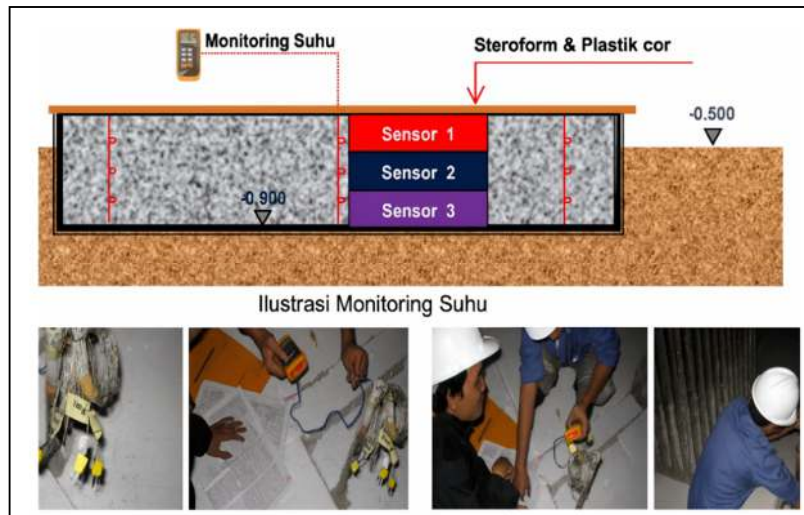 Monitoring Suhu
Steroform & Plastik cor
-0.500
Sensor 1
Sensor 2
Sensor 3
-0.900
Ilustrasi Monitoring Suhu